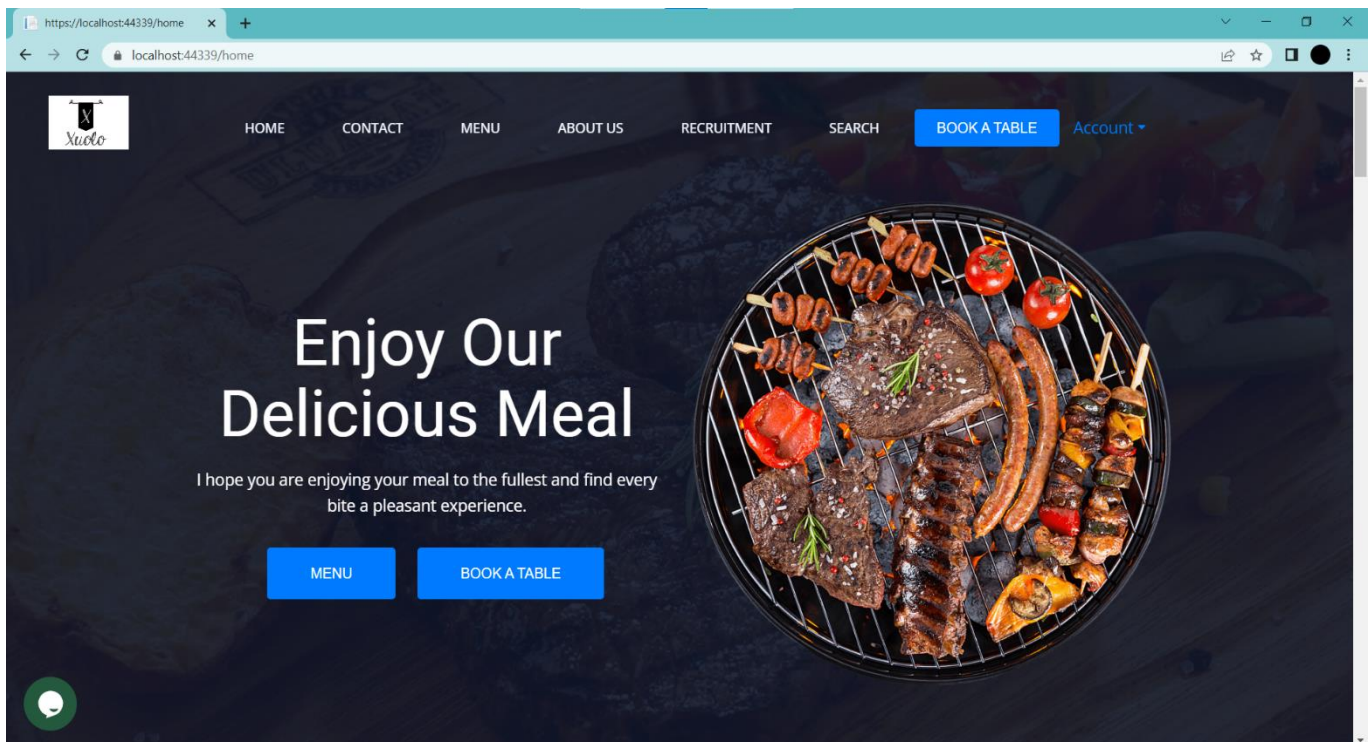 https://localhost:44339/home
localhost:44339/home
X
Xuolo
HOME CONTACT MENU ABOUT US RECRUITMENT SEARCH BOOK A TABLE Account
Enjoy Our
Delicious Meal
I hope you are enjoying your meal to the fullest and find every
bite a pleasant experience.
MENU BOOK A TABLE